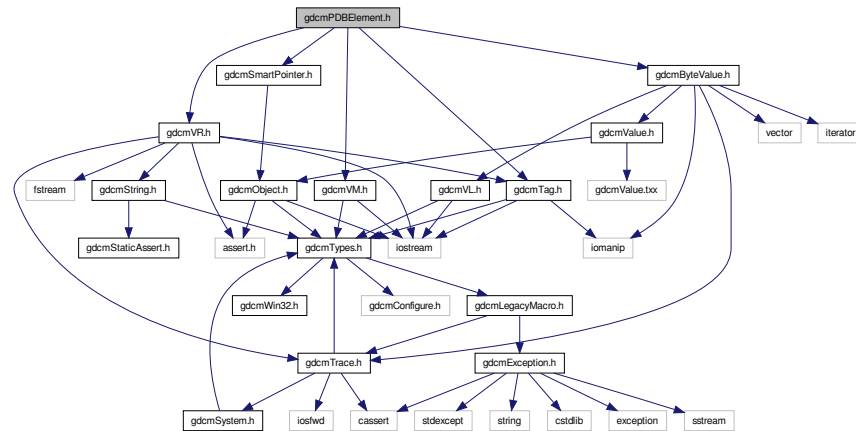 gdcmPDBElement.h
gdcmSmartPointer.h
gdcmByteValue.h
gdcmVR.h
gdcmValue.h
vector
iterator
fstream
gdcmString.h
gdcmObject.h
gdcmVM.h
gdcmVL.h
gdcmTag.h
gdcmValue.txx
gdcmStaticAssert.h
assert.h
gdcmTypes.h
iostream
iomanip
gdcmWin32.h
gdcmConfigure.h
gdcmLegacyMacro.h
gdcmTrace.h
gdcmException.h
gdcmSystem.h
iosfwd
cassert
stdexcept
string
cstdlib
exception
sstream